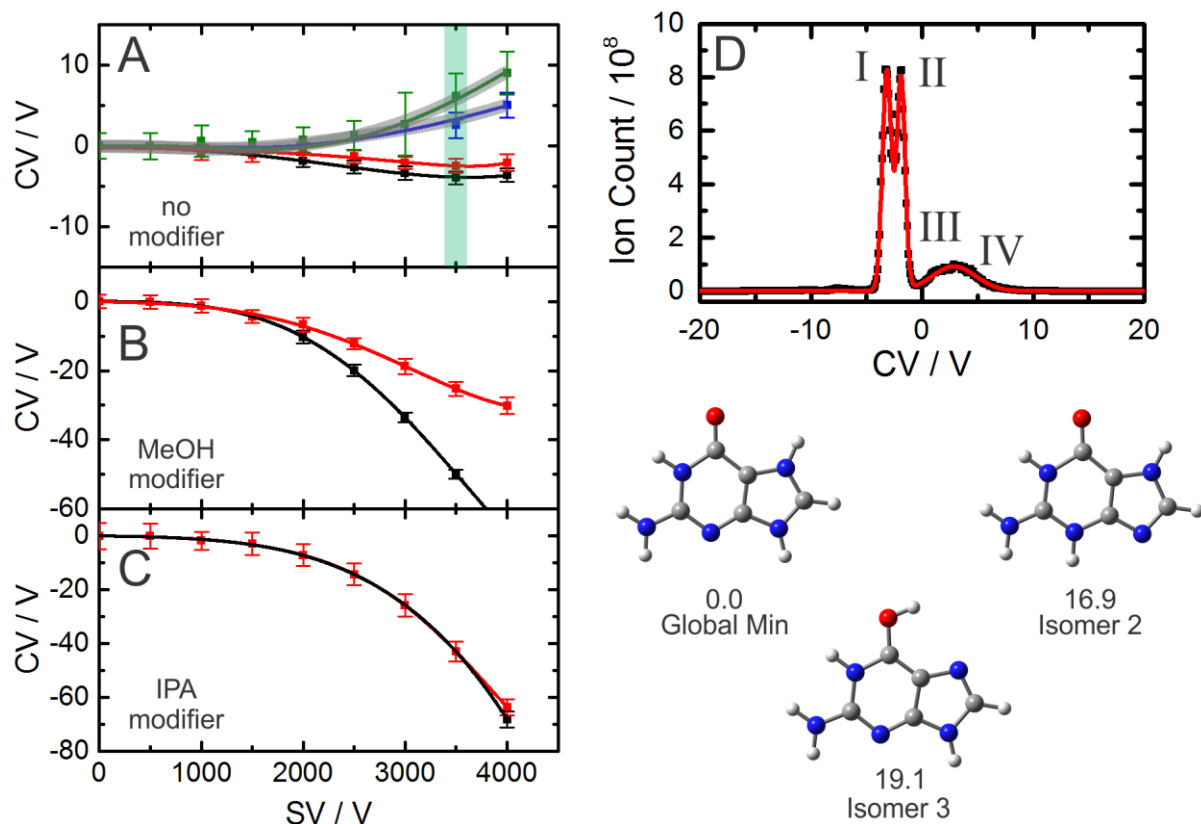 A
10
0
-10
CV / V
no
modifier
B
0
-20
-40
-60
CV / V
MeOH
modifier
C
0
-20
-40
-60
-80
CV / V
IPA
modifier
0 1000 2000 3000 4000
SV / V
D
10
8
6
4
2
0
Ion Count / 10⁸
I
II
III
IV
-20 -10 0 10 20
CV / V
0.0
Global Min
16.9
Isomer 2
19.1
Isomer 3